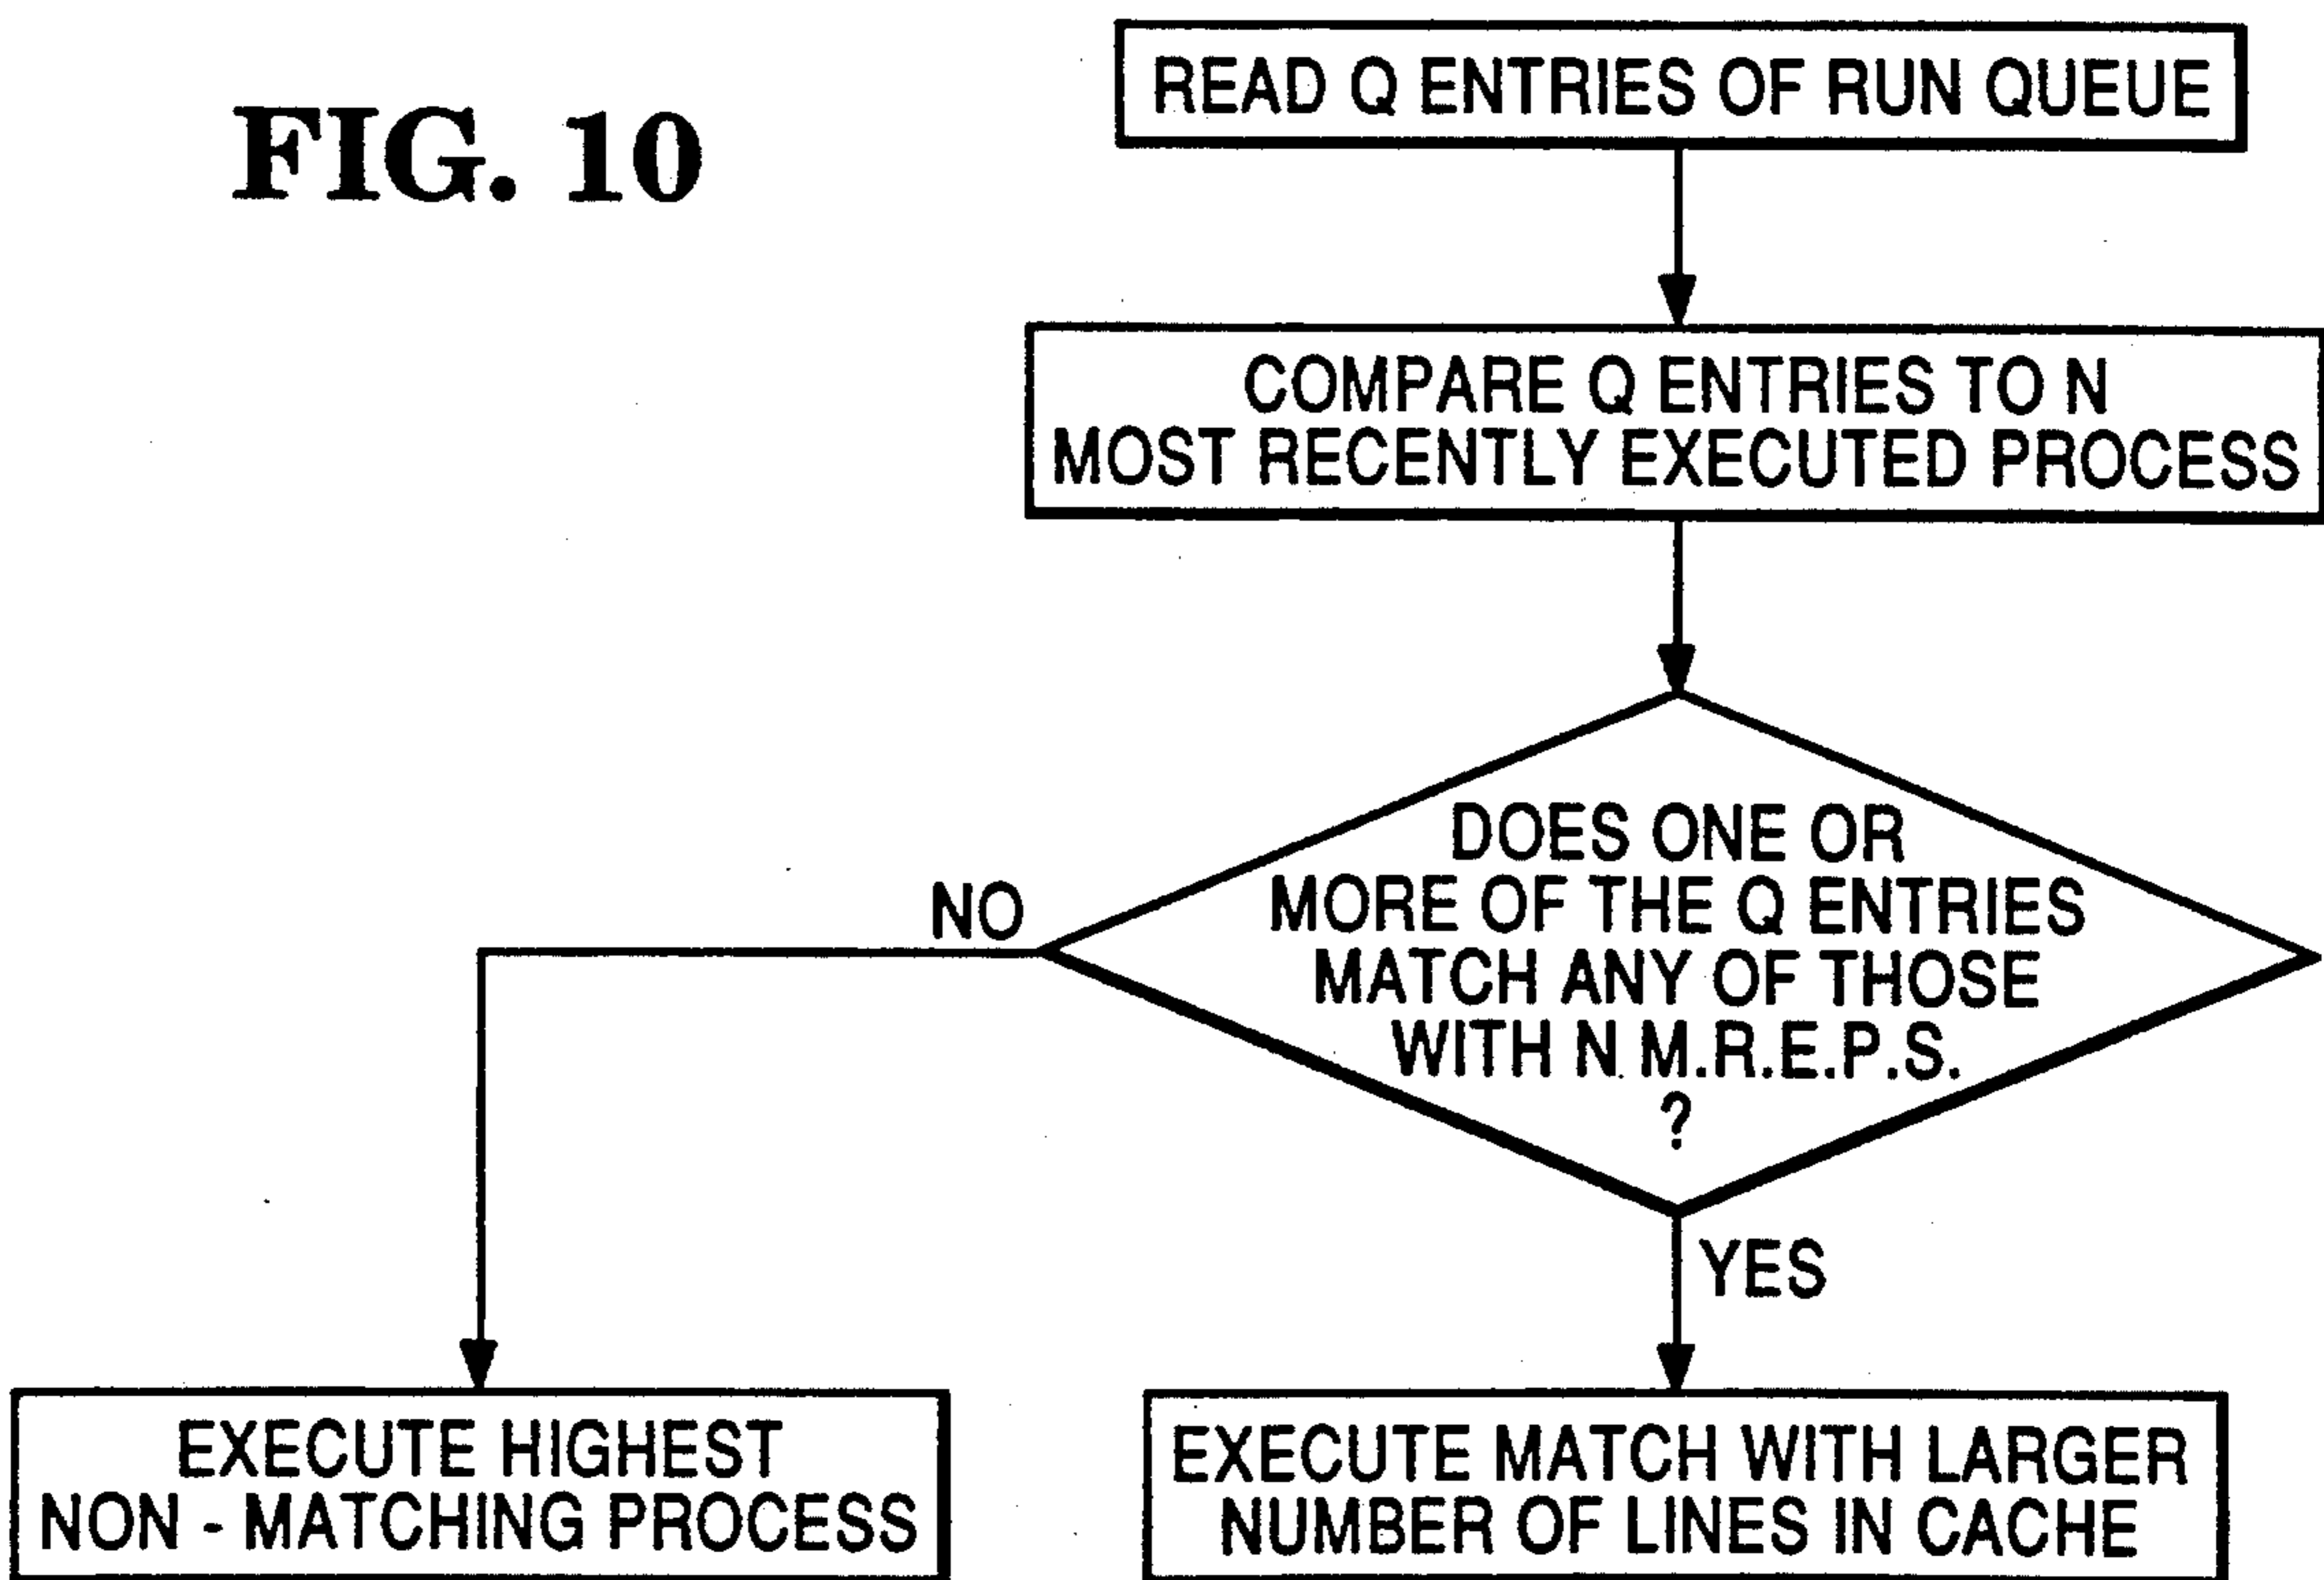 FIG. 10
READ Q ENTRIES OF RUN QUEUE
COMPARE Q ENTRIES TO N
MOST RECENTLY EXECUTED PROCESS
DOES ONE OR
MORE OF THE Q ENTRIES
MATCH ANY OF THOSE
WITH N M.R.E.P.S.
?
NO
YES
EXECUTE HIGHEST
NON - MATCHING PROCESS
EXECUTE MATCH WITH LARGER
NUMBER OF LINES IN CACHE